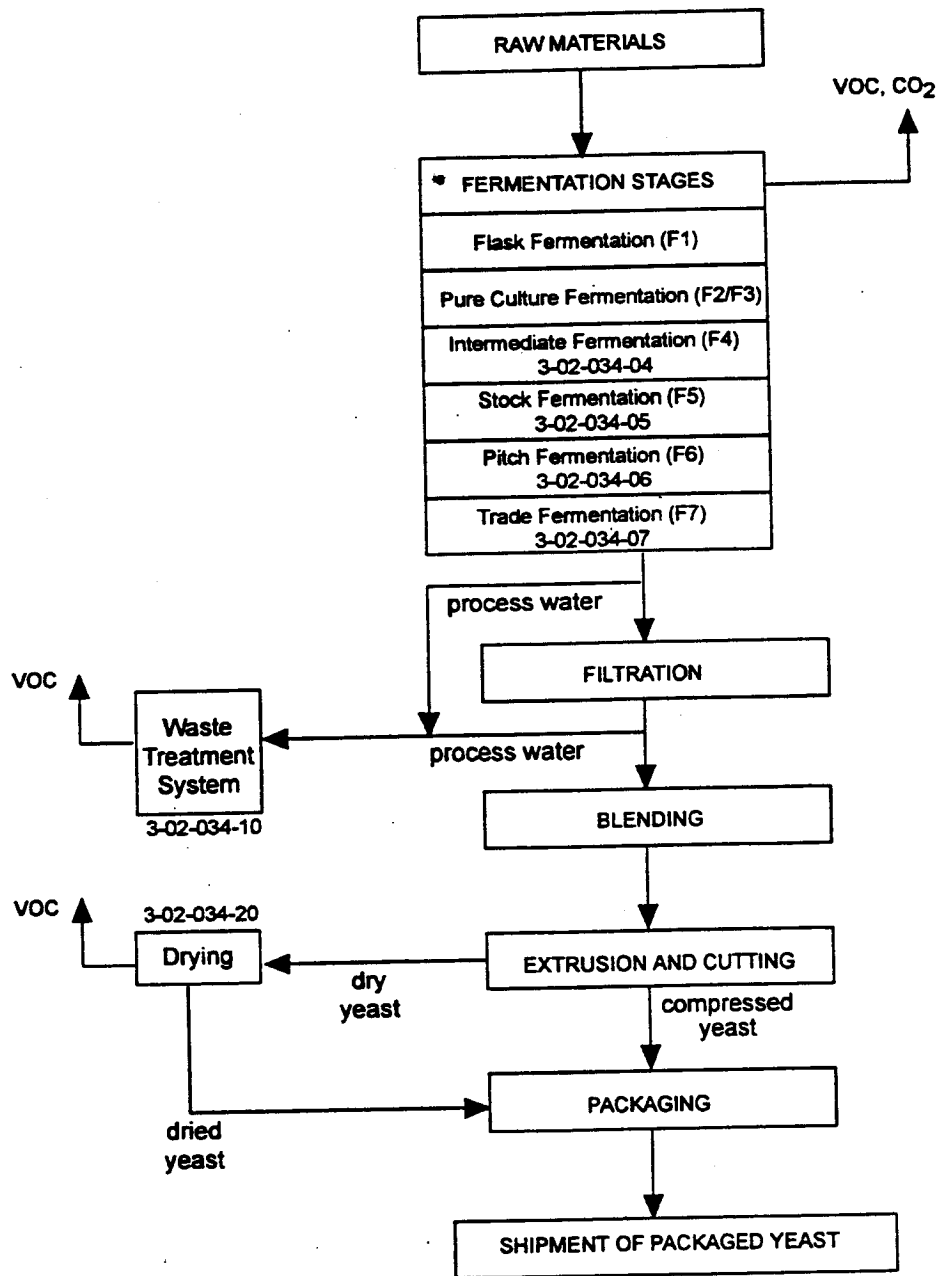 RAW MATERIALS
VOC, CO2
FERMENTATION STAGES
Flask Fermentation (F1)
Pure Culture Fermentation (F2/F3)
Intermediate Fermentation (F4)
3-02-034-04
Stock Fermentation (F5)
3-02-034-05
Pitch Fermentation (F6)
3-02-034-06
Trade Fermentation (F7)
3-02-034-07
process water
FILTRATION
VOC
Waste
Treatment
System
3-02-034-10
process water
BLENDING
VOC
3-02-034-20
Drying
dry
yeast
EXTRUSION AND CUTTING
compressed
yeast
PACKAGING
dried
yeast
SHIPMENT OF PACKAGED YEAST